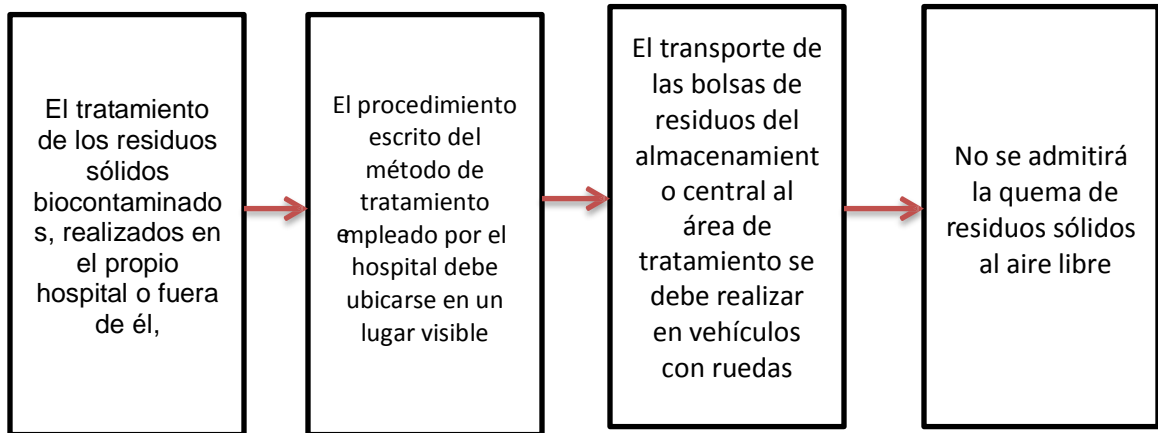 El tratamiento
de los residuos
sólidos
biocontaminado
s, realizados en
el propio
hospital o fuera
de él,
El procedimiento
escrito del
método de
tratamiento
empleado por el
hospital debe
ubicarse en un
lugar visible
El transporte de
las bolsas de
residuos del
almacenamient
o central al
área de
tratamiento se
debe realizar
en vehículos
con ruedas
No se admitirá
la quema de
residuos sólidos
al aire libre